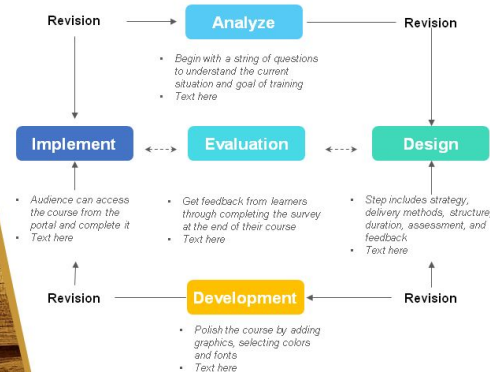 Revision
Analyze
Revision
• Begin with a string of questions
to understand the current
situation and goal of training
• Text here
Implement
Evaluation
Design
• Audience can access
the course from the
portal and complete it
• Text here
• Get feedback from learners
through completing the survey
at the end of their course
• Text here
• Step includes strategy,
delivery methods, structure,
duration, assessment, and
feedback
• Text here
Revision
Development
Revision
• Polish the course by adding
graphics, selecting colors
and fonts
• Text here